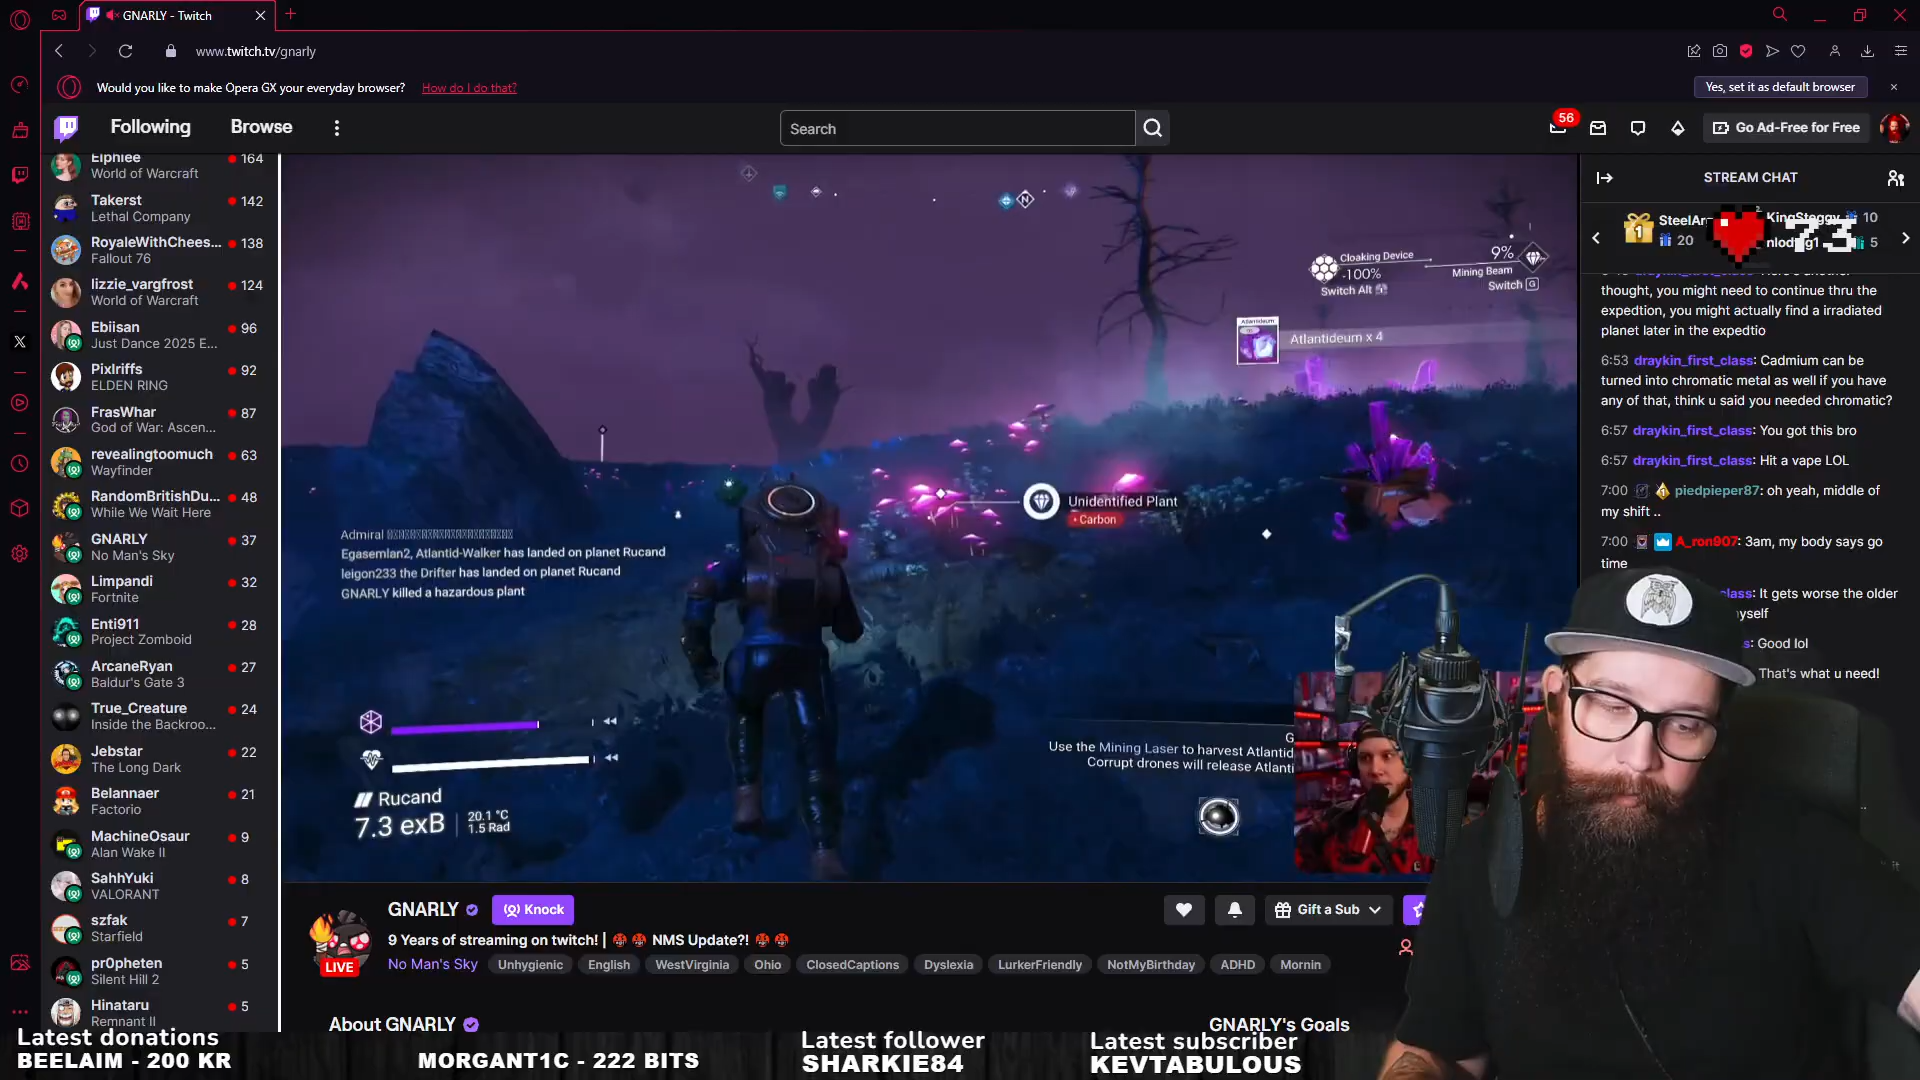 GNARLY - Twitch
www.twitch.tv/gnarly
Would you like to make Opera GX your everyday browser? How do I do that?
Yes, set it as default browser
Following
Browse
Search
56
Go Ad-Free for Free
Elphiee
164
World of Warcraft
Takerst
142
Lethal Company
RoyaleWithChees...
138
Fallout 76
lizzie_vargfrost
124
World of Warcraft
Ebiisan
96
Just Dance 2025 E...
Pixlriffs
92
ELDEN RING
FrasWhar
87
God of War: Ascen...
revealingtoomuch
63
Wayfinder
RandomBritishDu...
48
While We Wait Here
GNARLY
37
No Man's Sky
Limpandi
32
Fortnite
Enti911
28
Project Zomboid
ArcaneRyan
27
Baldur's Gate 3
True_Creature
24
Inside the Backroo...
Jebstar
22
The Long Dark
Belannaer
21
Factorio
MachineOsaur
9
Alan Wake II
SahhYuki
8
VALORANT
szfak
7
Starfield
pr0pheten
5
Silent Hill 2
Hinataru
5
Remnant II
N
Cloaking Device
-100%
Switch Alt
9%
Mining Beam
Switch G
Atlantideum x 4
Unidentified Plant
• Carbon
Admiral
Egasemlan2, Atlantid-Walker has landed on planet Rucand
leigon233 the Drifter has landed on planet Rucand
GNARLY killed a hazardous plant
Rucand
7.3 exB
20.1 °C
1.5 Rad
G
Use the Mining Laser to harvest Atlantid
Corrupt drones will release Atlanti
STREAM CHAT
1
SteelAr
20
KingSteggy 10
5
73
thought, you might need to continue thru the
expedtion, you might actually find a irradiated
planet later in the expedtio
6:53 draykin_first_class: Cadmium can be
turned into chromatic metal as well if you have
any of that, think u said you needed chromatic?
6:57 draykin_first_class: You got this bro
6:57 draykin_first_class: Hit a vape LOL
7:00 piedpieper87: oh yeah, middle of
my shift ..
7:00 A_ron907: 3am, my body says go
time
class: It gets worse the older
yself
s: Good lol
That's what u need!
GNARLY
Knock
Gift a Sub
LIVE
9 Years of streaming on twitch! | NMS Update?!
No Man's Sky
Unhygienic
English
WestVirginia
Ohio
ClosedCaptions
Dyslexia
LurkerFriendly
NotMyBirthday
ADHD
Mornin
About GNARLY
GNARLY's Goals
Latest donations
BEELAIM - 200 KR
MORGANT1C - 222 BITS
Latest follower
SHARKIE84
Latest subscriber
KEVTABULOUS